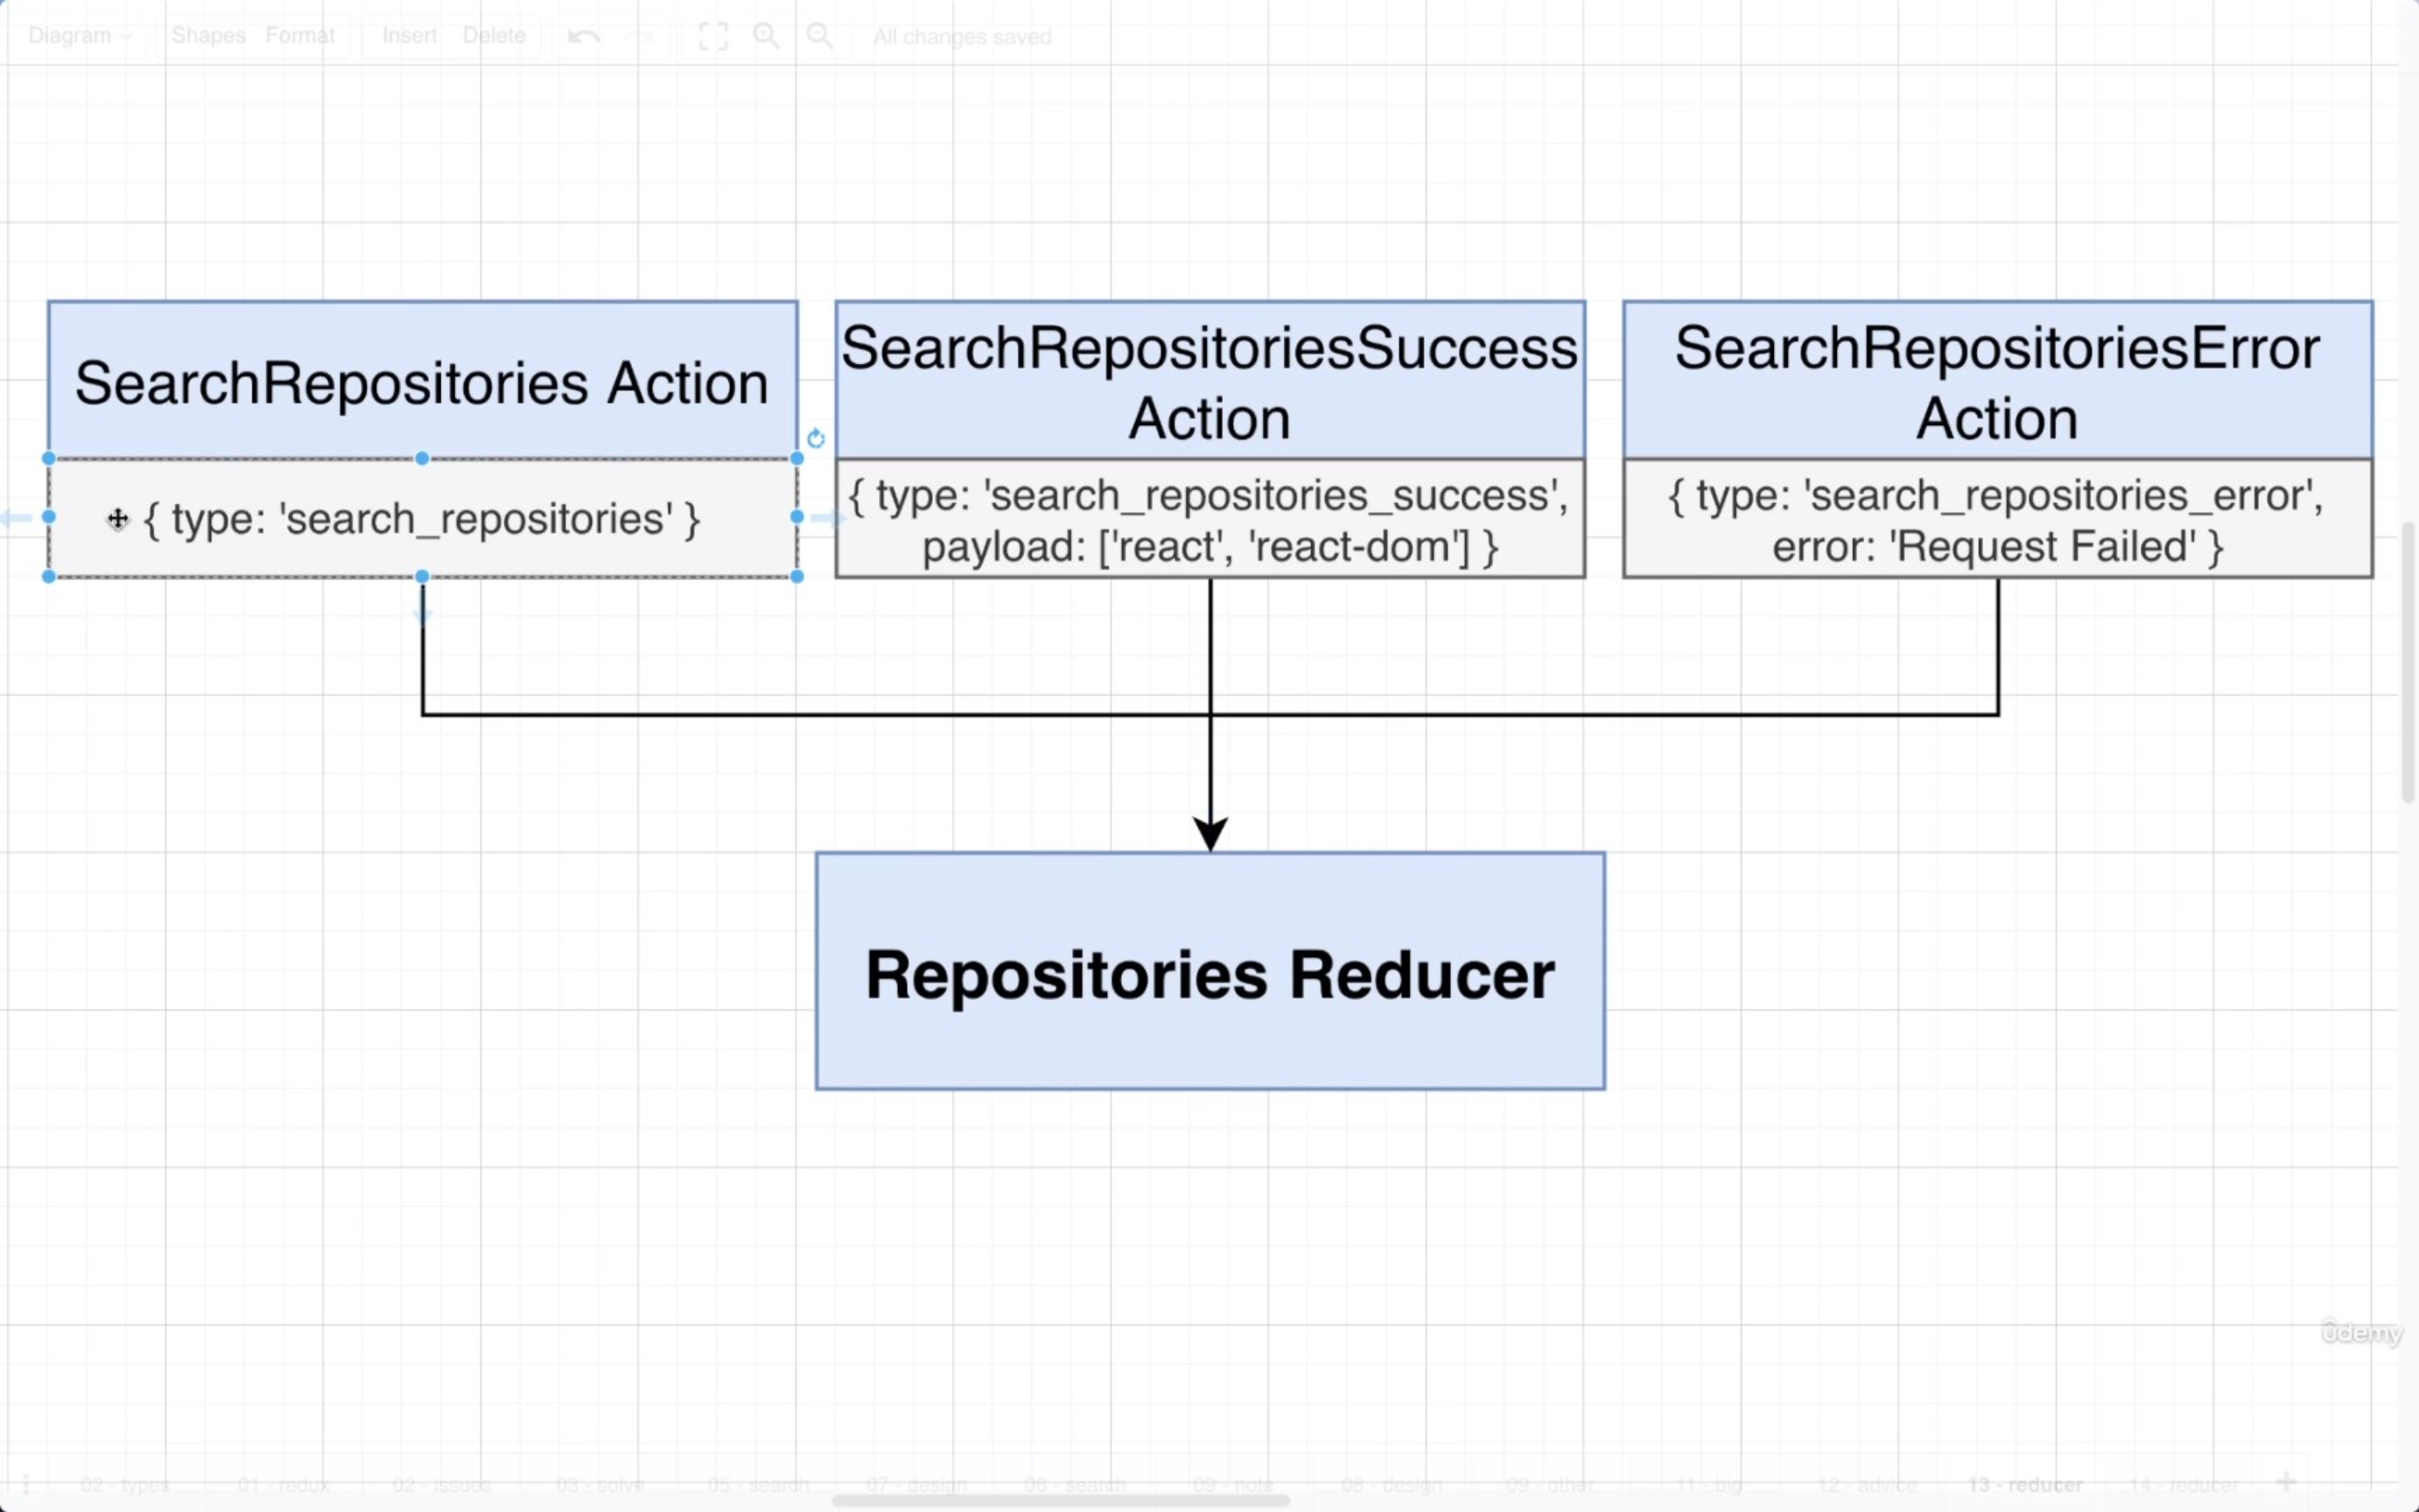 Diagram
Shapes
Format
Insert
Delete
All changes saved
SearchRepositories Action
{ type: 'search_repositories' }
SearchRepositoriesSuccess
Action
{ type: 'search_repositories_success',
payload: ['react', 'react-dom'] }
SearchRepositoriesError
Action
{ type: 'search_repositories_error',
error: 'Request Failed' }
Repositories Reducer
ûdemy
02 - types
01 - redux
02 - issues
03 - solve
05 - search
07 - design
06 - search
09 - note
08 - design
09 - other
11 - big
12 - advice
13 - reducer
14 - reducer